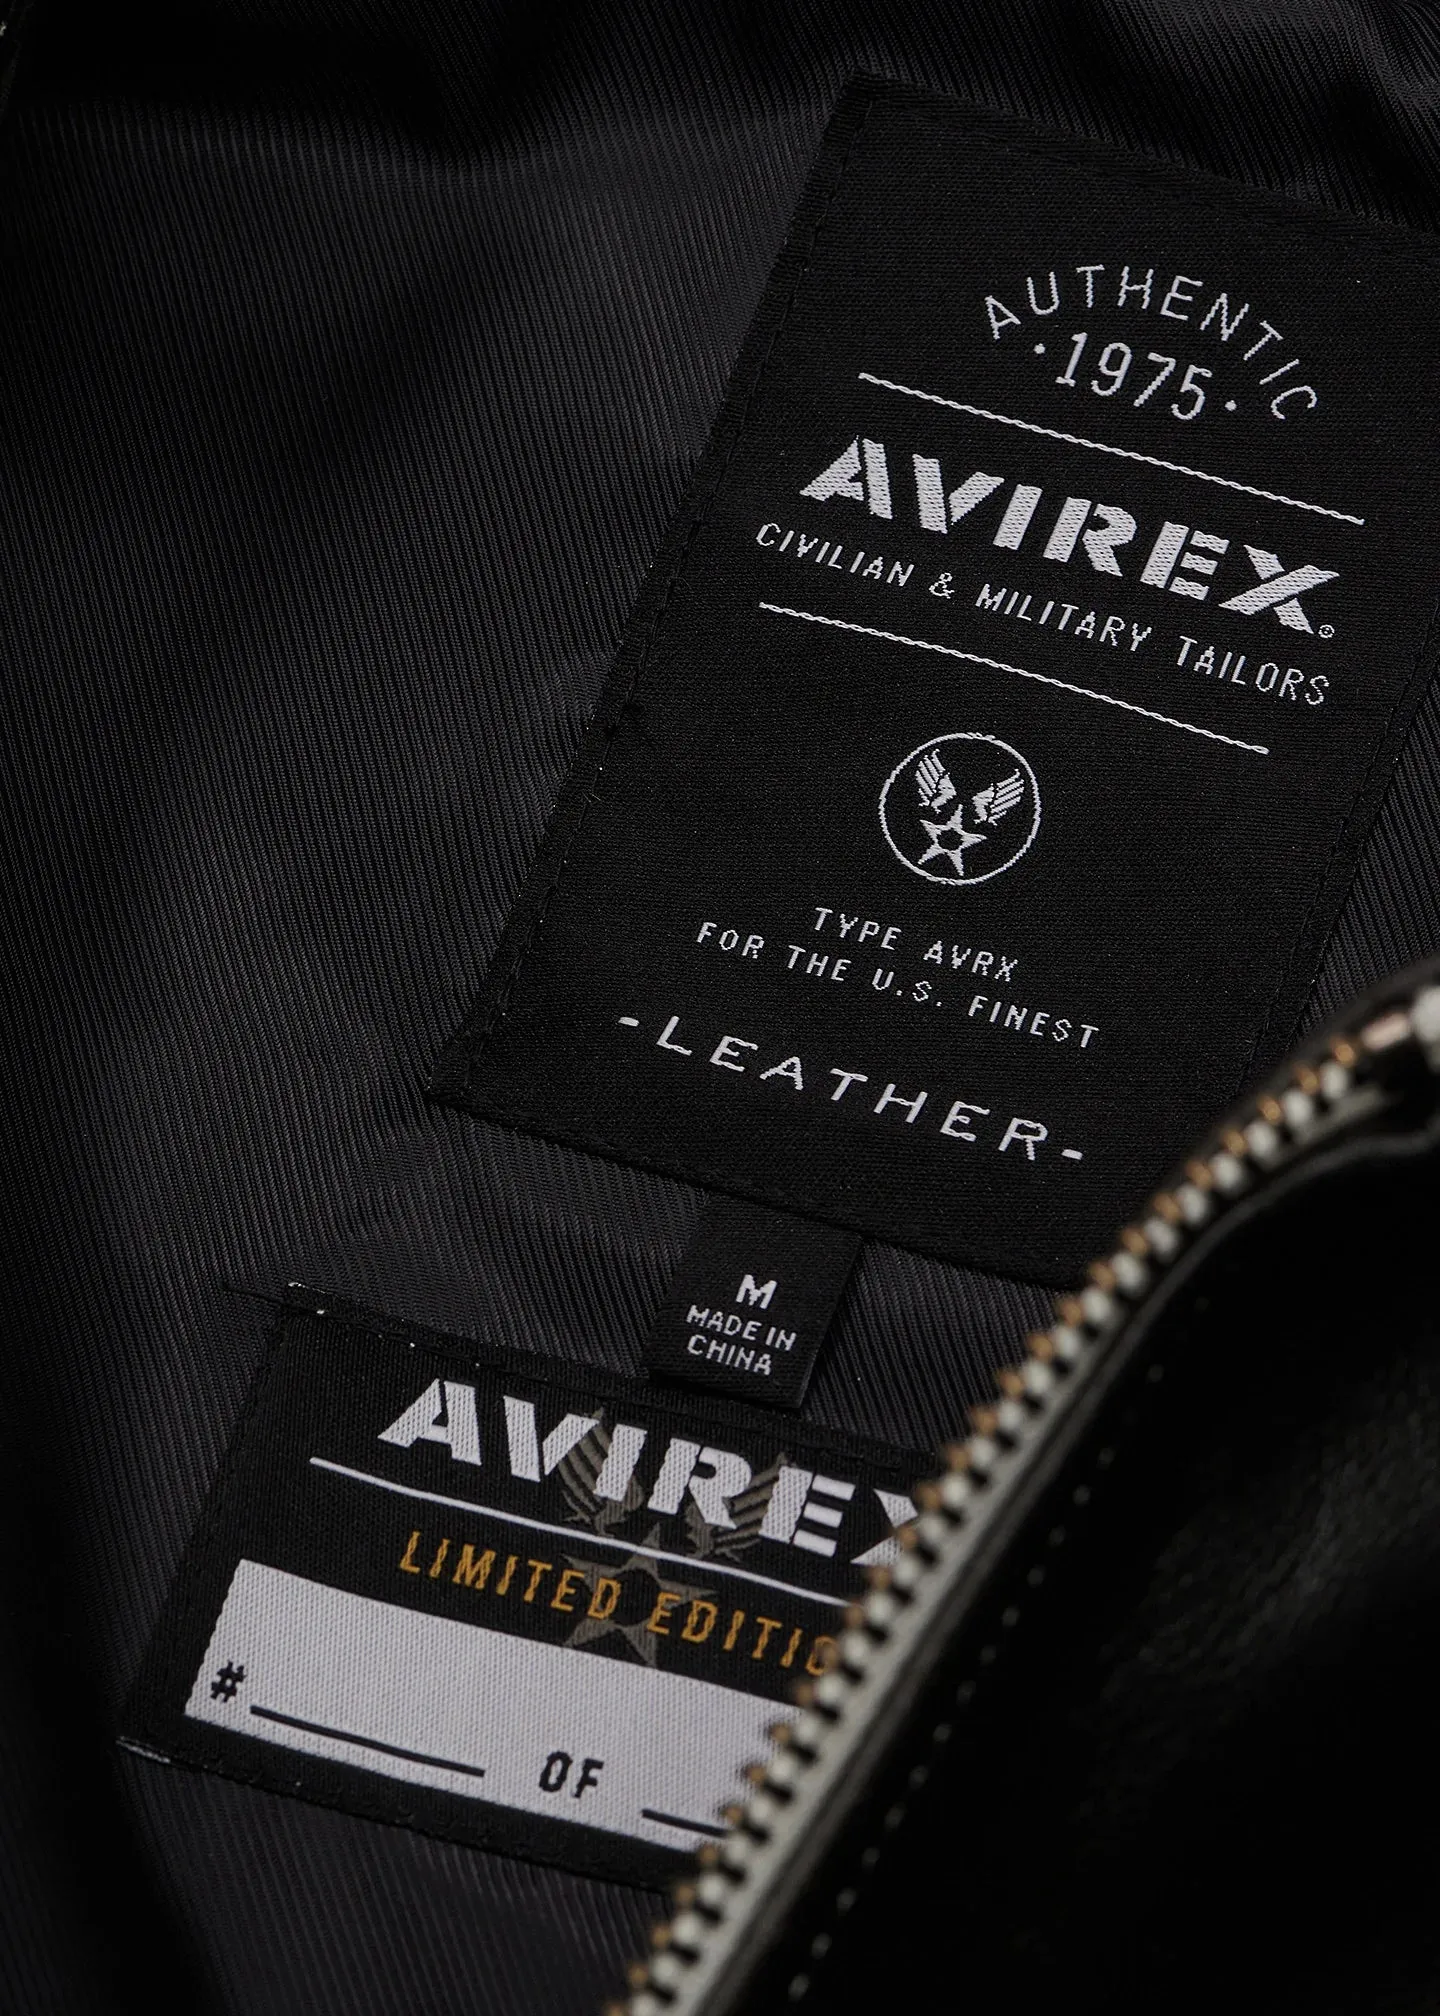 AUTHENTIC
·1975·
AVIREX®
CIVILIAN & MILITARY TAILORS
TYPE AVRX
FOR THE U.S. FINEST
-LEATHER-
M
MADE IN
CHINA
AVIREX
LIMITED EDITIO
# OF